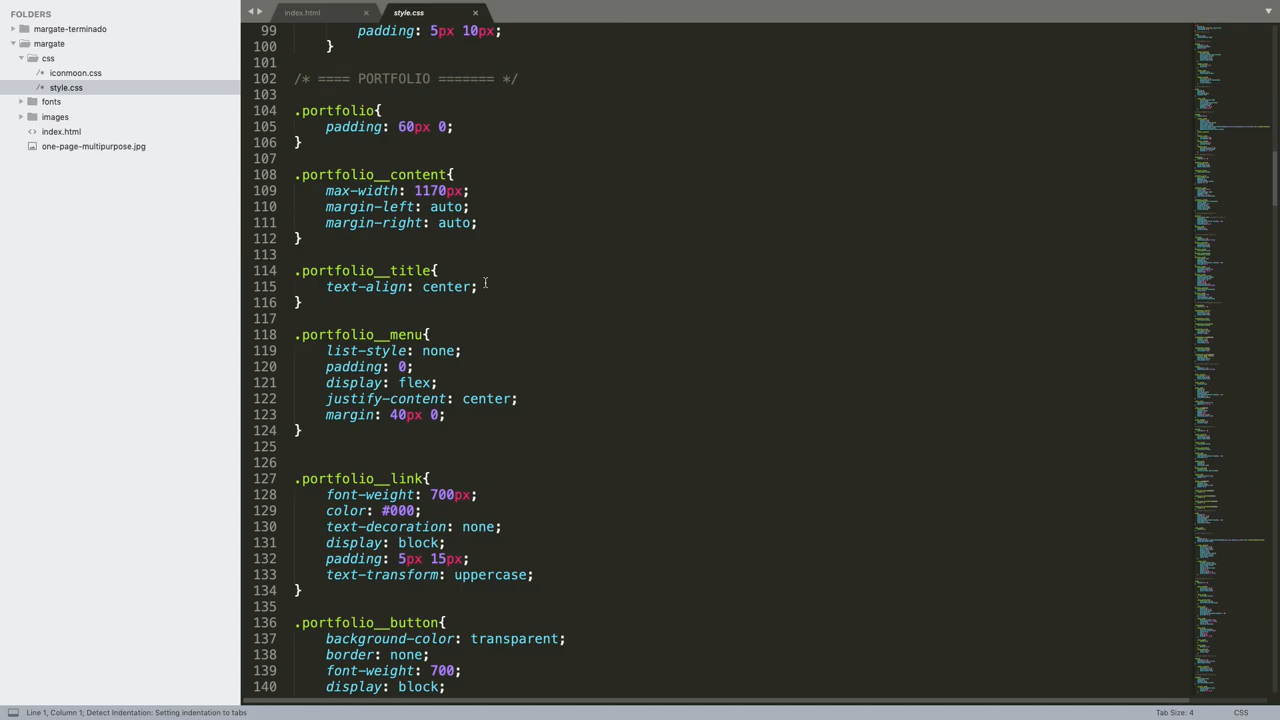 FOLDERS
margate-terminado
margate
css
iconmoon.css
style.css
fonts
images
index.html
one-page-multipurpose.jpg
index.html
style.css
99 padding: 5px 10px;
100 }
101
102 /* ==== PORTFOLIO ======= */
103
104 .portfolio{
105 padding: 60px 0;
106 }
107
108 .portfolio__content{
109 max-width: 1170px;
110 margin-left: auto;
111 margin-right: auto;
112 }
113
114 .portfolio__title{
115 text-align: center;
116 }
117
118 .portfolio__menu{
119 list-style: none;
120 padding: 0;
121 display: flex;
122 justify-content: center;
123 margin: 40px 0;
124 }
125
126
127 .portfolio__link{
128 font-weight: 700px;
129 color: #000;
130 text-decoration: none;
131 display: block;
132 padding: 5px 15px;
133 text-transform: uppercase;
134 }
135
136 .portfolio__button{
137 background-color: transparent;
138 border: none;
139 font-weight: 700;
140 display: block;
Line 1, Column 1; Detect Indentation: Setting indentation to tabs
Tab Size: 4
CSS